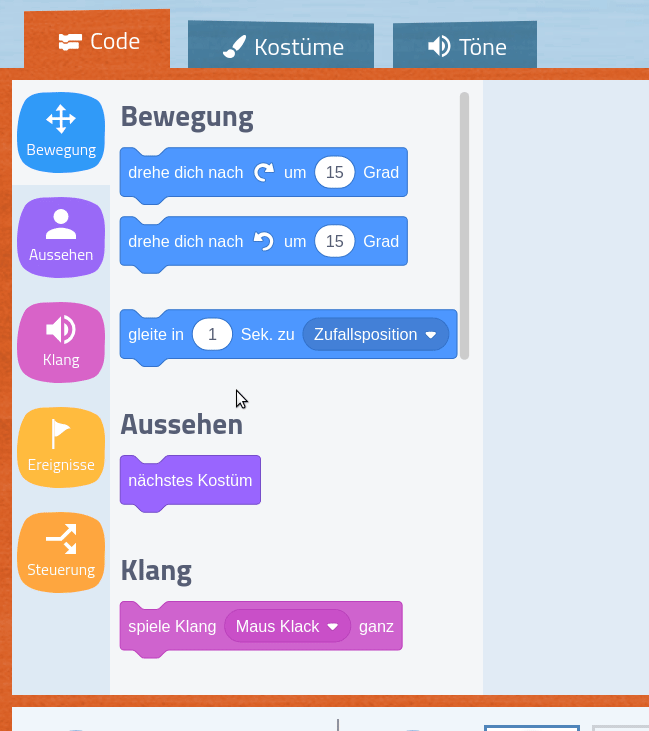 Code
Kostüme
Töne
Bewegung
Aussehen
Klang
Ereignisse
Steuerung
Bewegung
drehe dich nach um 15 Grad
drehe dich nach um 15 Grad
gleite in 1 Sek. zu Zufallsposition
Aussehen
nächstes Kostüm
Klang
spiele Klang Maus Klack ganz